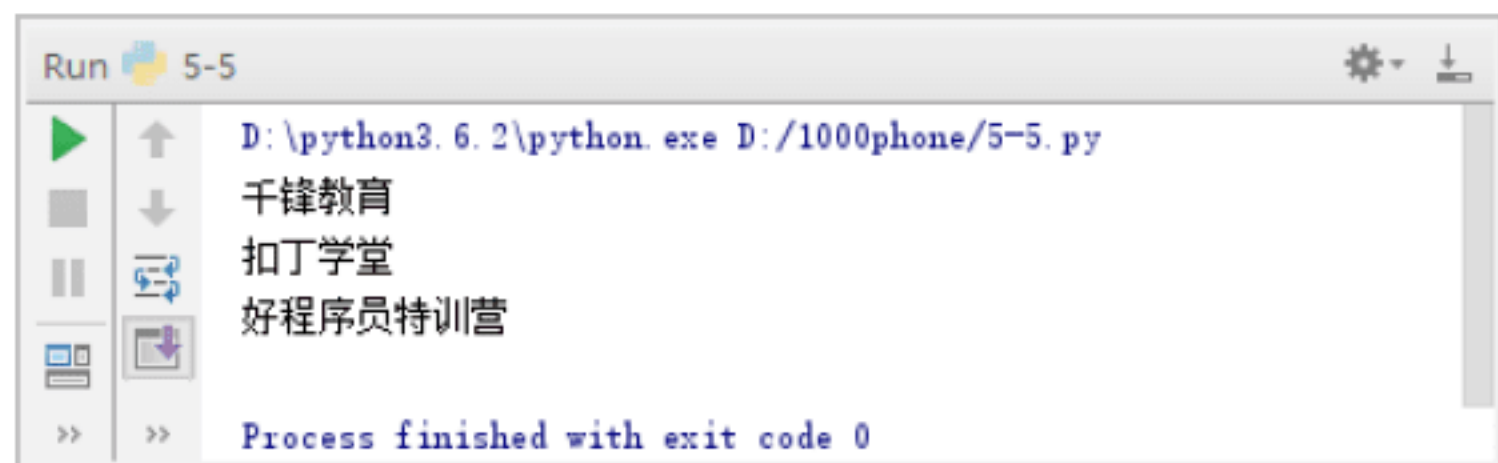 Run 5-5
D:\python3.6.2\python.exe D:/1000phone/5-5.py
千锋教育
扣丁学堂
好程序员特训营
Process finished with exit code 0